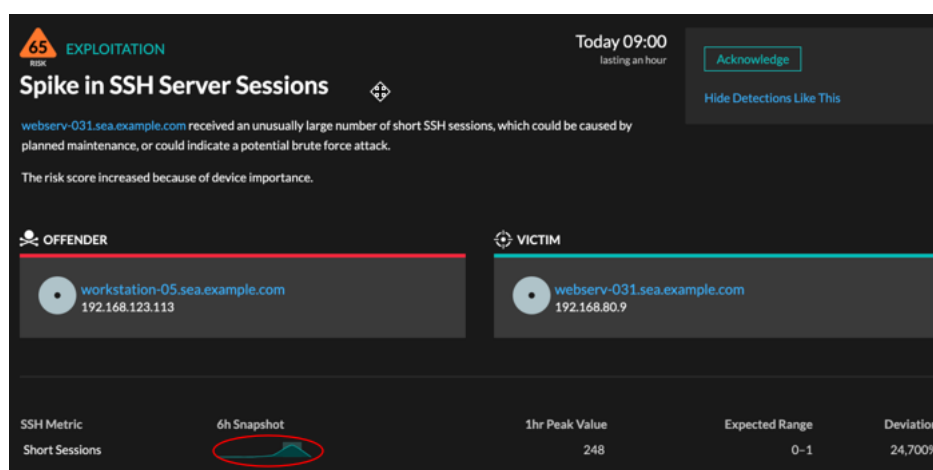 65
RISK
EXPLOITATION
Today 09:00
lasting an hour
Acknowledge
Spike in SSH Server Sessions
Hide Detections Like This
webserv-031.sea.example.com received an unusually large number of short SSH sessions, which could be caused by
planned maintenance, or could indicate a potential brute force attack.
The risk score increased because of device importance.
OFFENDER
VICTIM
workstation-05.sea.example.com
192.168.123.113
webserv-031.sea.example.com
192.168.80.9
SSH Metric 6h Snapshot 1hr Peak Value Expected Range Deviation
Short Sessions 248 0–1 24,700%